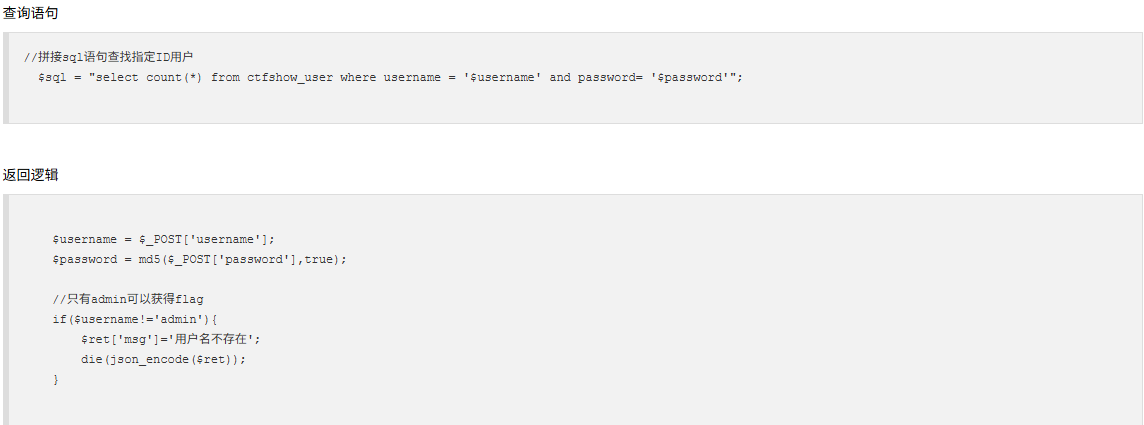 查询语句
//拼接sql语句查找指定ID用户
$sql = "select count(*) from ctfshow_user where username = '$username' and password= '$password'";
返回逻辑
$username = $_POST['username'];
$password = md5($_POST['password'],true);
//只有admin可以获得flag
if($username!='admin'){
$ret['msg']='用户名不存在';
die(json_encode($ret));
}